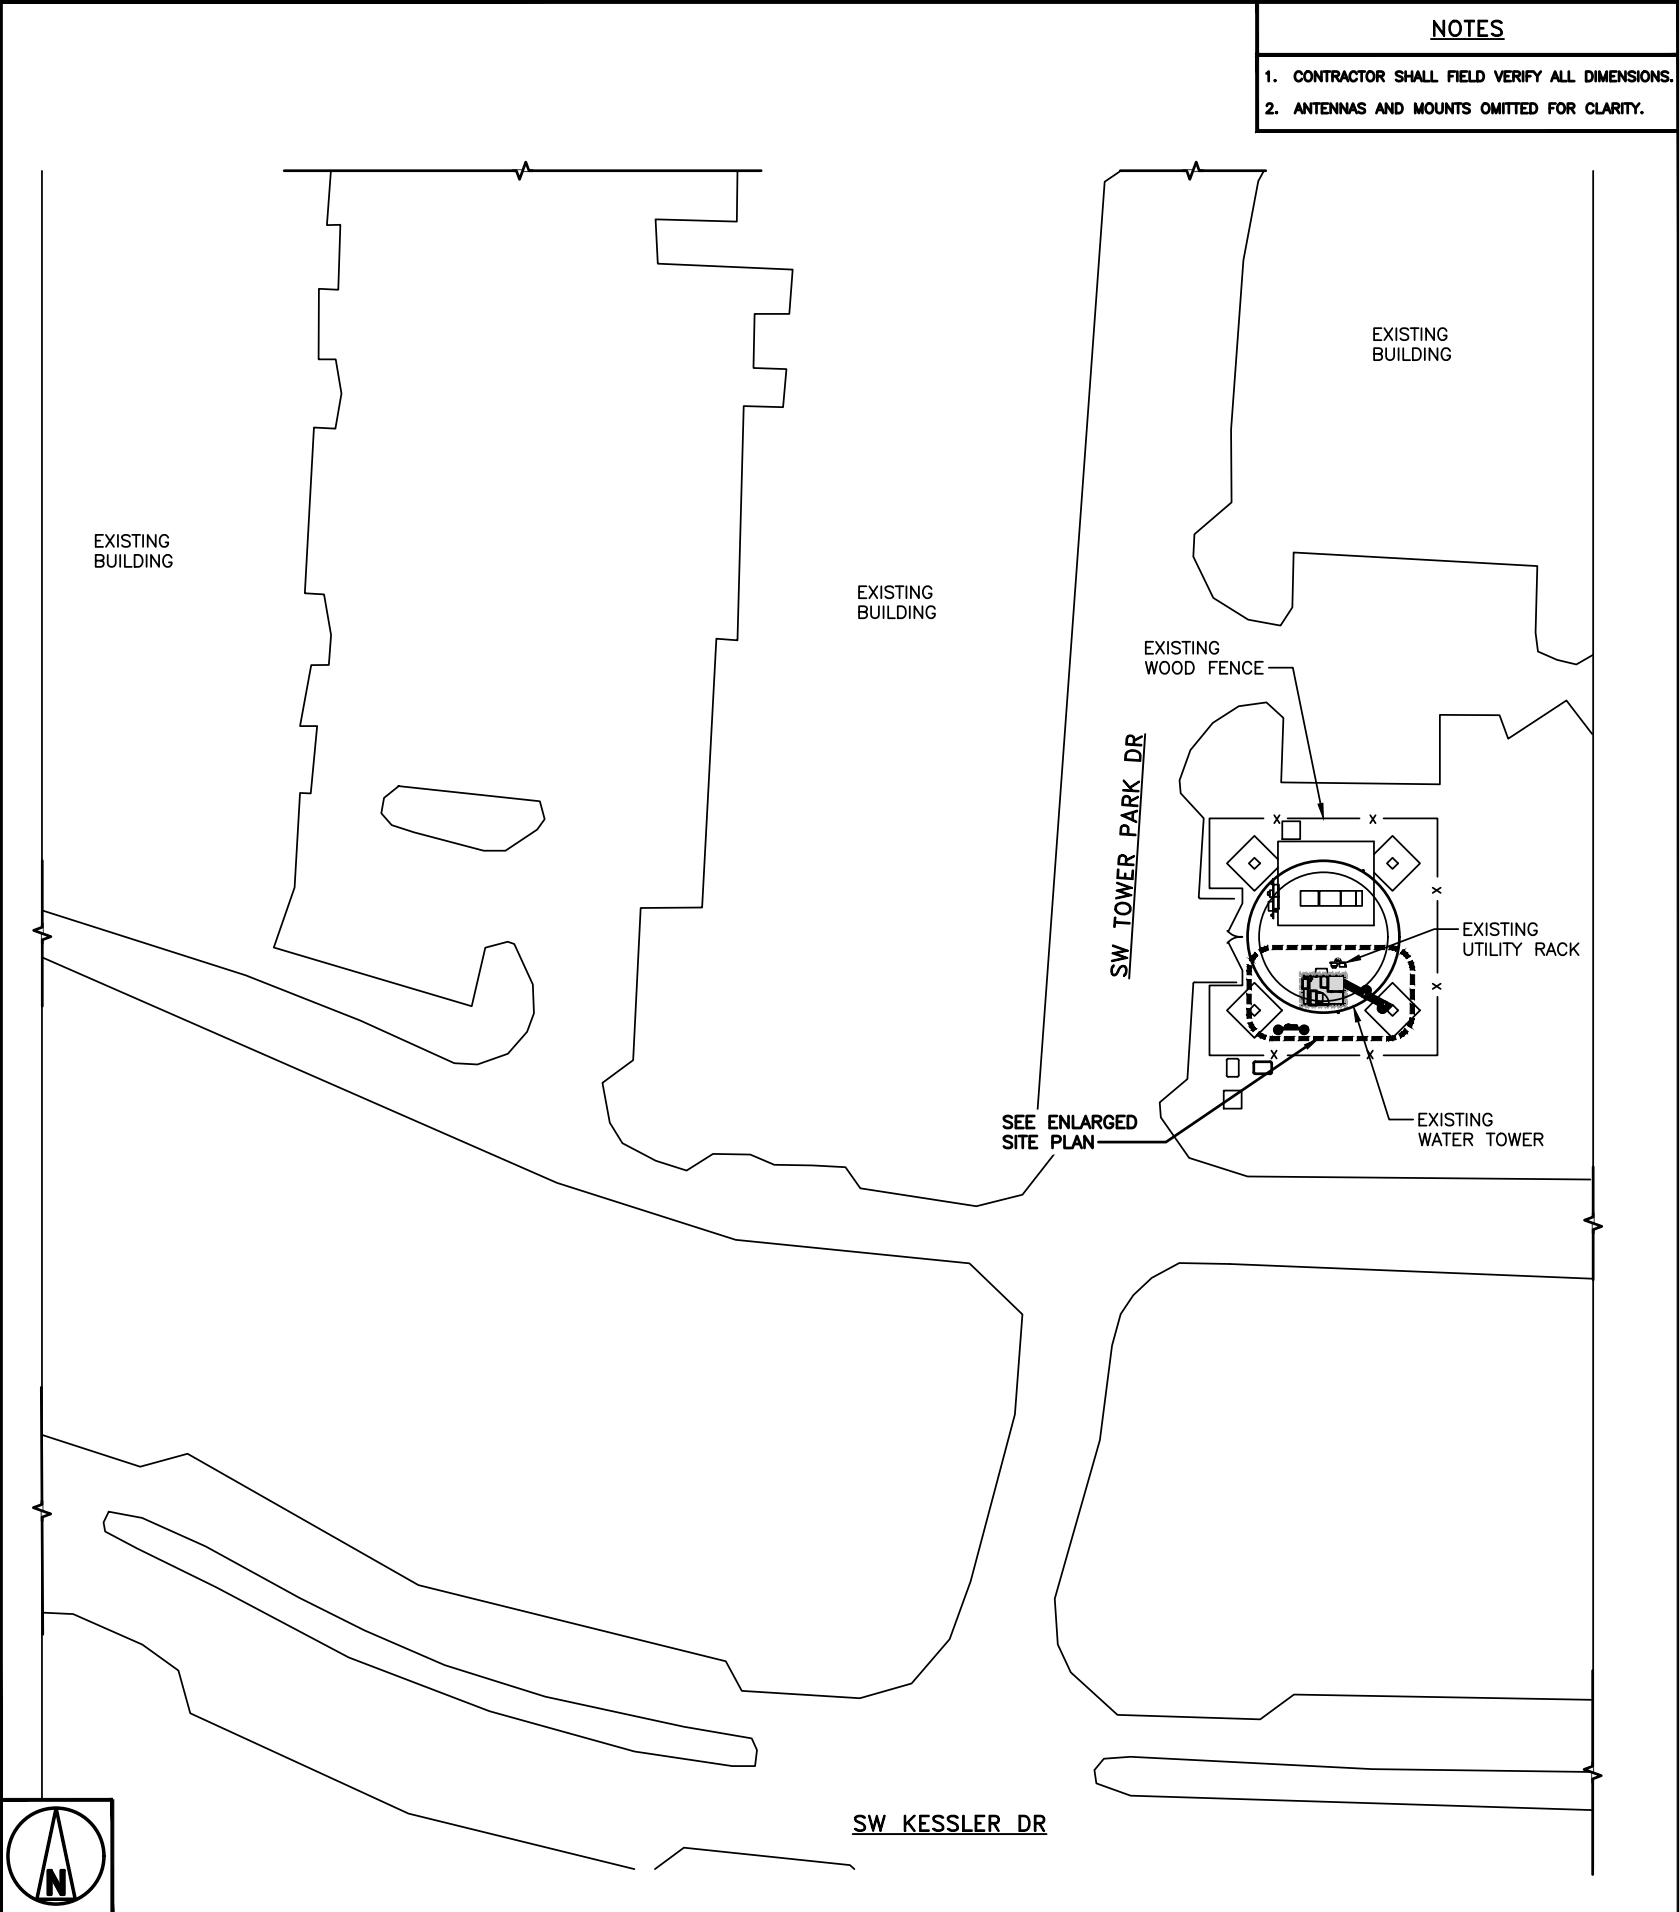 NOTES
1. CONTRACTOR SHALL FIELD VERIFY ALL DIMENSIONS.
2. ANTENNAS AND MOUNTS OMITTED FOR CLARITY.
EXISTING
BUILDING
EXISTING
BUILDING
EXISTING
BUILDING
EXISTING
WOOD FENCE
SW TOWER PARK DR
X
X
X
EXISTING
UTILITY RACK
X
X
X
SEE ENLARGED
SITE PLAN
EXISTING
WATER TOWER
SW KESSLER DR
N